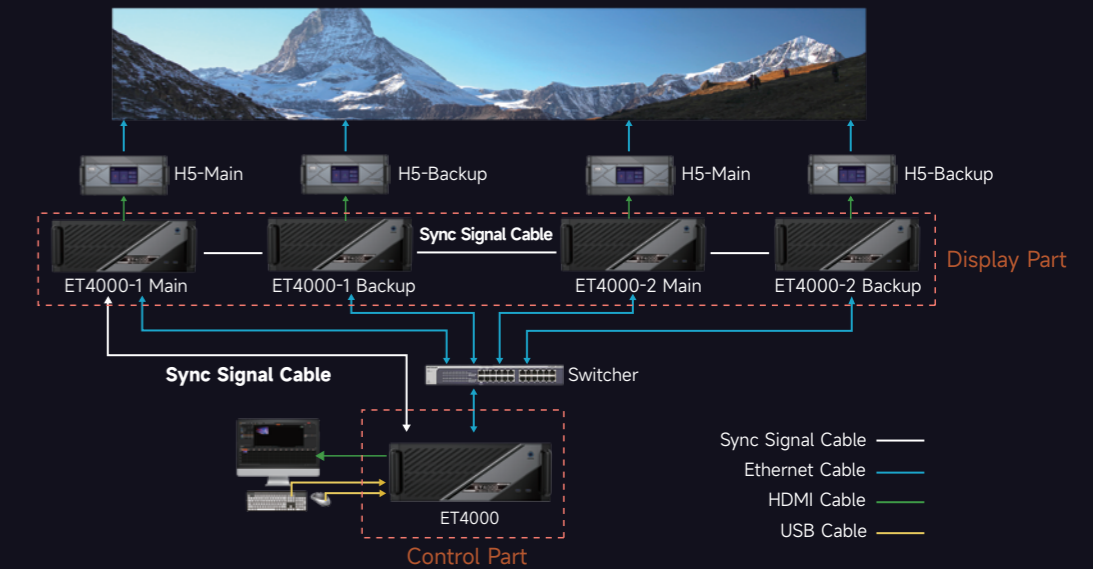 H5-Main
H5-Backup
H5-Main
H5-Backup
Sync Signal Cable
Display Part
ET4000-1 Main
ET4000-1 Backup
ET4000-2 Main
ET4000-2 Backup
Sync Signal Cable
Switcher
Sync Signal Cable
Ethernet Cable
HDMI Cable
USB Cable
ET4000
Control Part